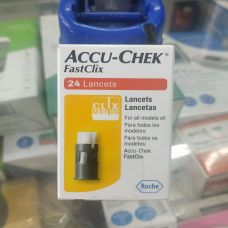 ACCU-CHEK®
FastClix
24 Lancets
CLIX
MOTION
Lancets
Lancetas
For all models of:
Para todos los
modelos:
Para todos os
modelos:
Accu-Chek
FastClix
Roche